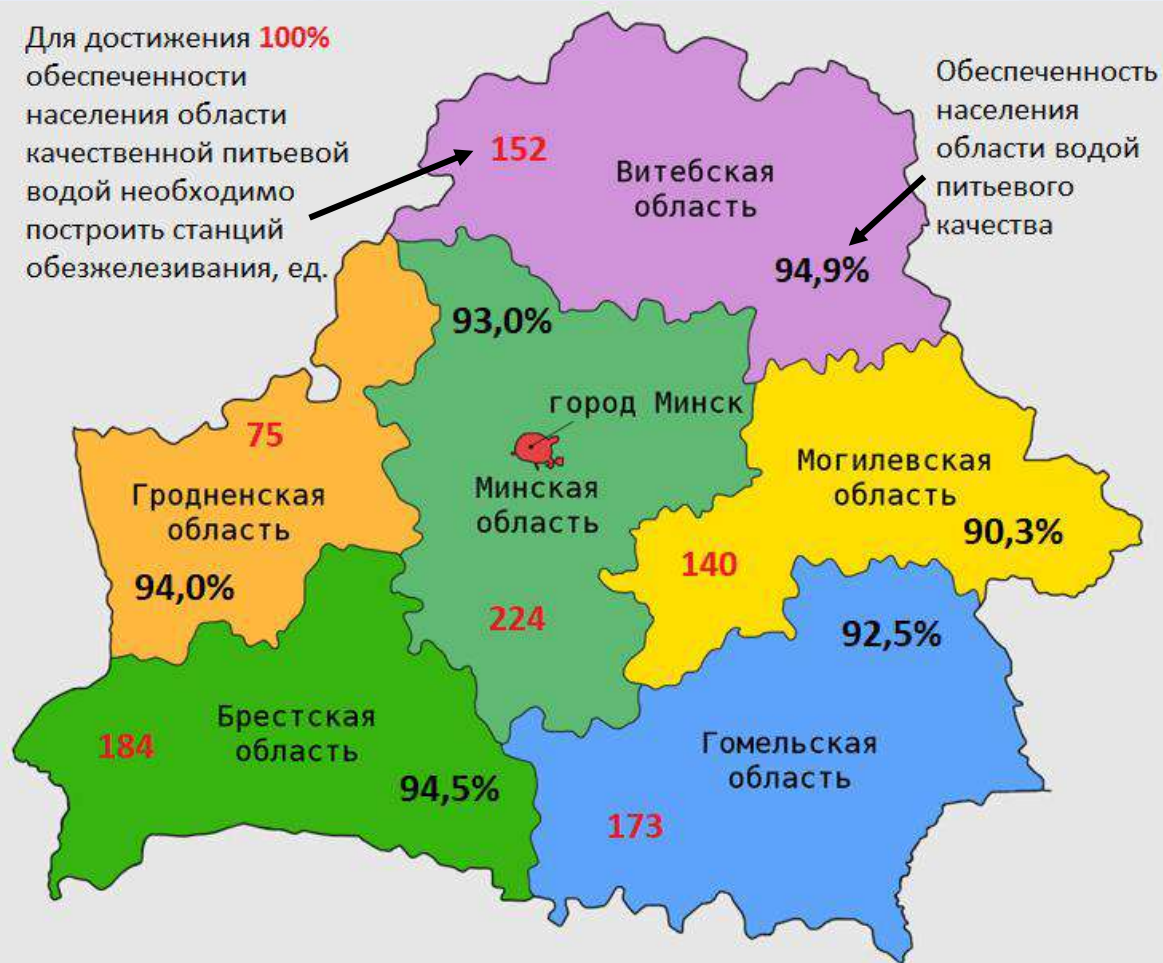 Для достижения 100%
обеспеченности
населения области
качественной питьевой
водой необходимо
построить станций
обезжелезивания, ед.
Обеспеченность
населения
области водой
питьевого
качества
152
Витебская
область
94,9%
93,0%
город Минск
Минская
область
224
75
Гродненская
область
94,0%
Могилевская
область
90,3%
140
184
Брестская
область
94,5%
92,5%
Гомельская
область
173